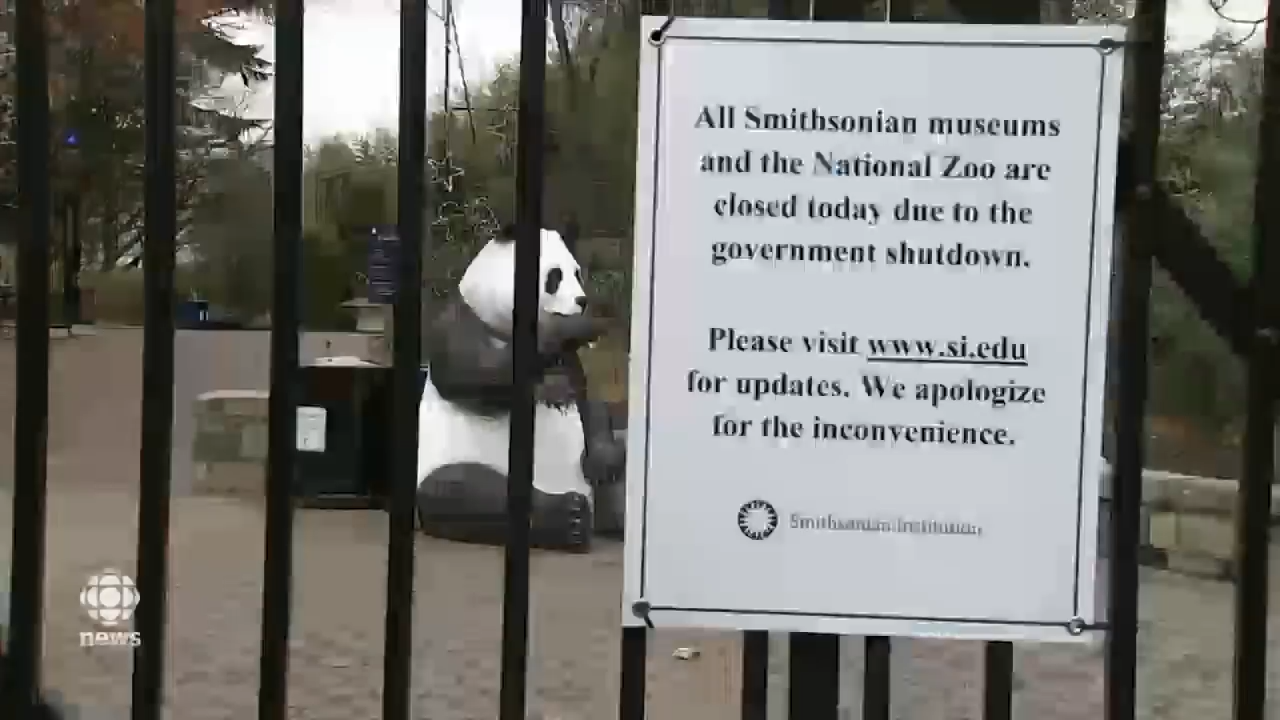 All Smithsonian museums
and the National Zoo are
closed today due to the
government shutdown.
Please visit www.si.edu
for updates. We apologize
for the inconvenience.
Smithsonian Institution
news